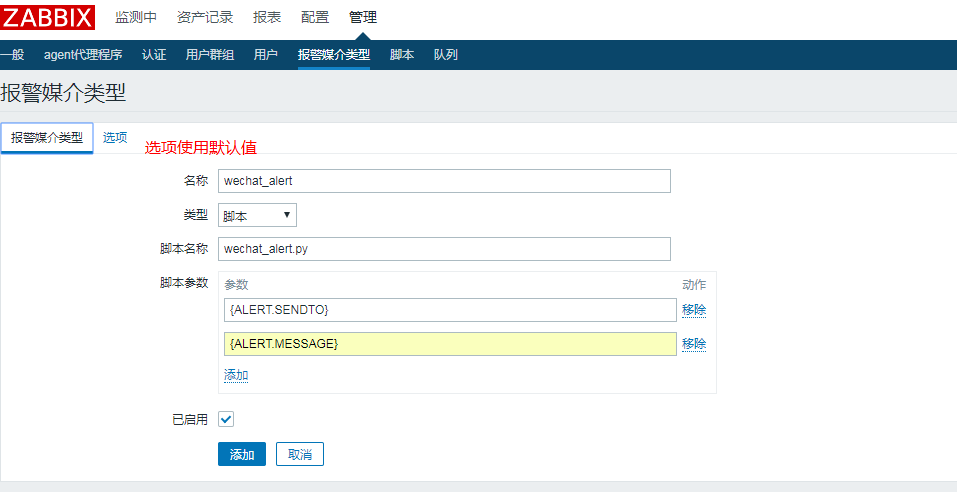 ZABBIX 监测中 资产记录 报表 配置 管理
一般 agent代理程序 认证 用户群组 用户 报警媒介类型 脚本 队列
报警媒介类型
报警媒介类型 选项 选项使用默认值
名称 wechat_alert
类型 脚本
脚本名称 wechat_alert.py
脚本参数 参数 动作
{ALERT.SENDTO} 移除
{ALERT.MESSAGE} 移除
添加
已启用
添加 取消